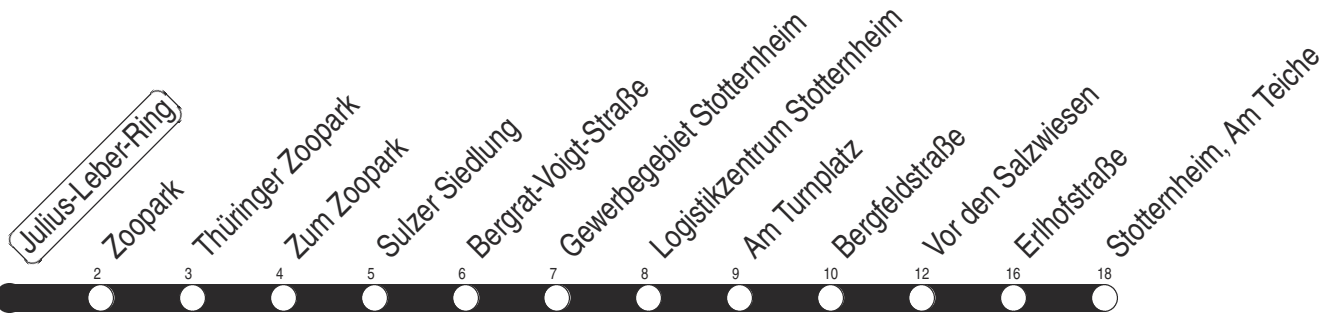 Julius-Leber-Ring
Zoopark
Thüringer Zoopark
Zum Zoopark
Sulzer Siedlung
Bergrat-Voigt-Straße
Gewerbegebiet Stotternheim
Logistikzentrum Stotternheim
Am Turnplatz
Bergfeldstraße
Vor den Salzwiesen
Erlhofstraße
Stotternheim, Am Teiche
2 3 4 5 6 7 8 9 10 12 16 18